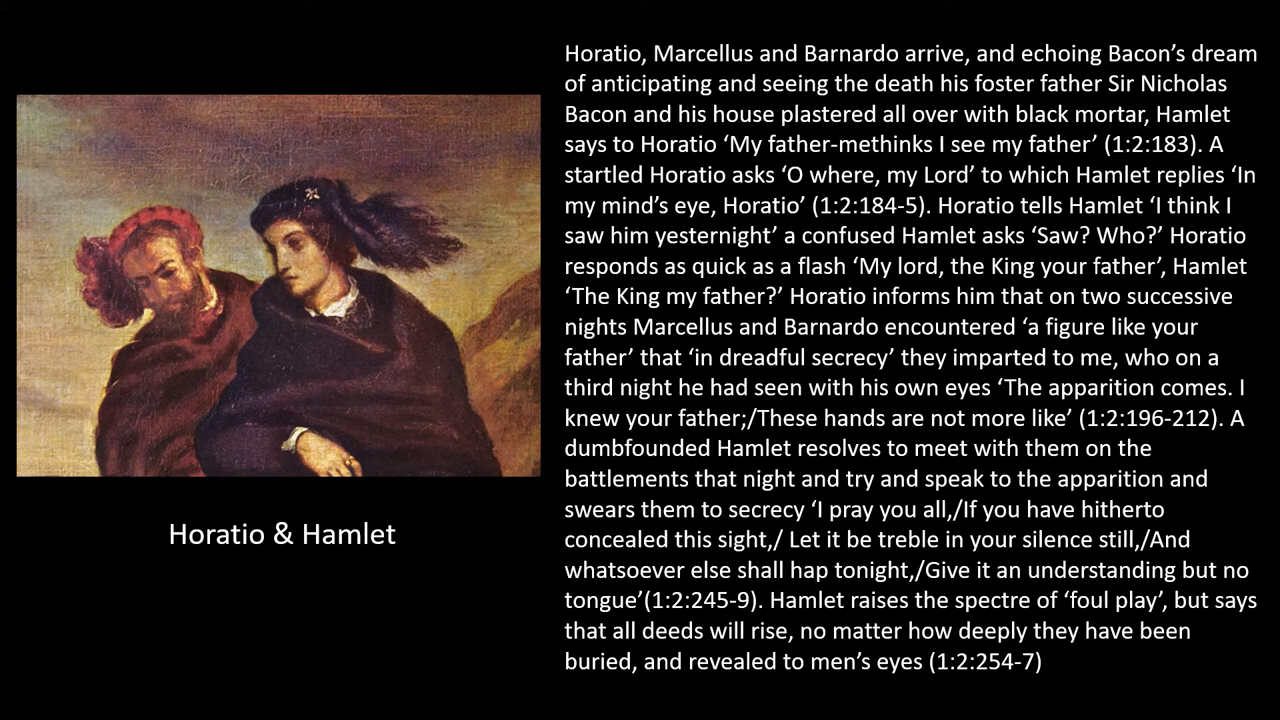 Horatio, Marcellus and Barnardo arrive, and echoing Bacon’s dream
of anticipating and seeing the death his foster father Sir Nicholas
Bacon and his house plastered all over with black mortar, Hamlet
says to Horatio ‘My father-methinks I see my father’ (1:2:183). A
startled Horatio asks ‘O where, my Lord’ to which Hamlet replies ‘In
my mind’s eye, Horatio’ (1:2:184-5). Horatio tells Hamlet ‘I think I
saw him yesternight’ a confused Hamlet asks ‘Saw? Who?’ Horatio
responds as quick as a flash ‘My lord, the King your father’, Hamlet
‘The King my father?’ Horatio informs him that on two successive
nights Marcellus and Barnardo encountered ‘a figure like your
father’ that ‘in dreadful secrecy’ they imparted to me, who on a
third night he had seen with his own eyes ‘The apparition comes. I
knew your father;/These hands are not more like’ (1:2:196-212). A
dumbfounded Hamlet resolves to meet with them on the
battlements that night and try and speak to the apparition and
swears them to secrecy ‘I pray you all,/If you have hitherto
concealed this sight,/ Let it be treble in your silence still,/And
whatsoever else shall hap tonight,/Give it an understanding but no
tongue’(1:2:245-9). Hamlet raises the spectre of ‘foul play’, but says
that all deeds will rise, no matter how deeply they have been
buried, and revealed to men’s eyes (1:2:254-7)
Horatio & Hamlet